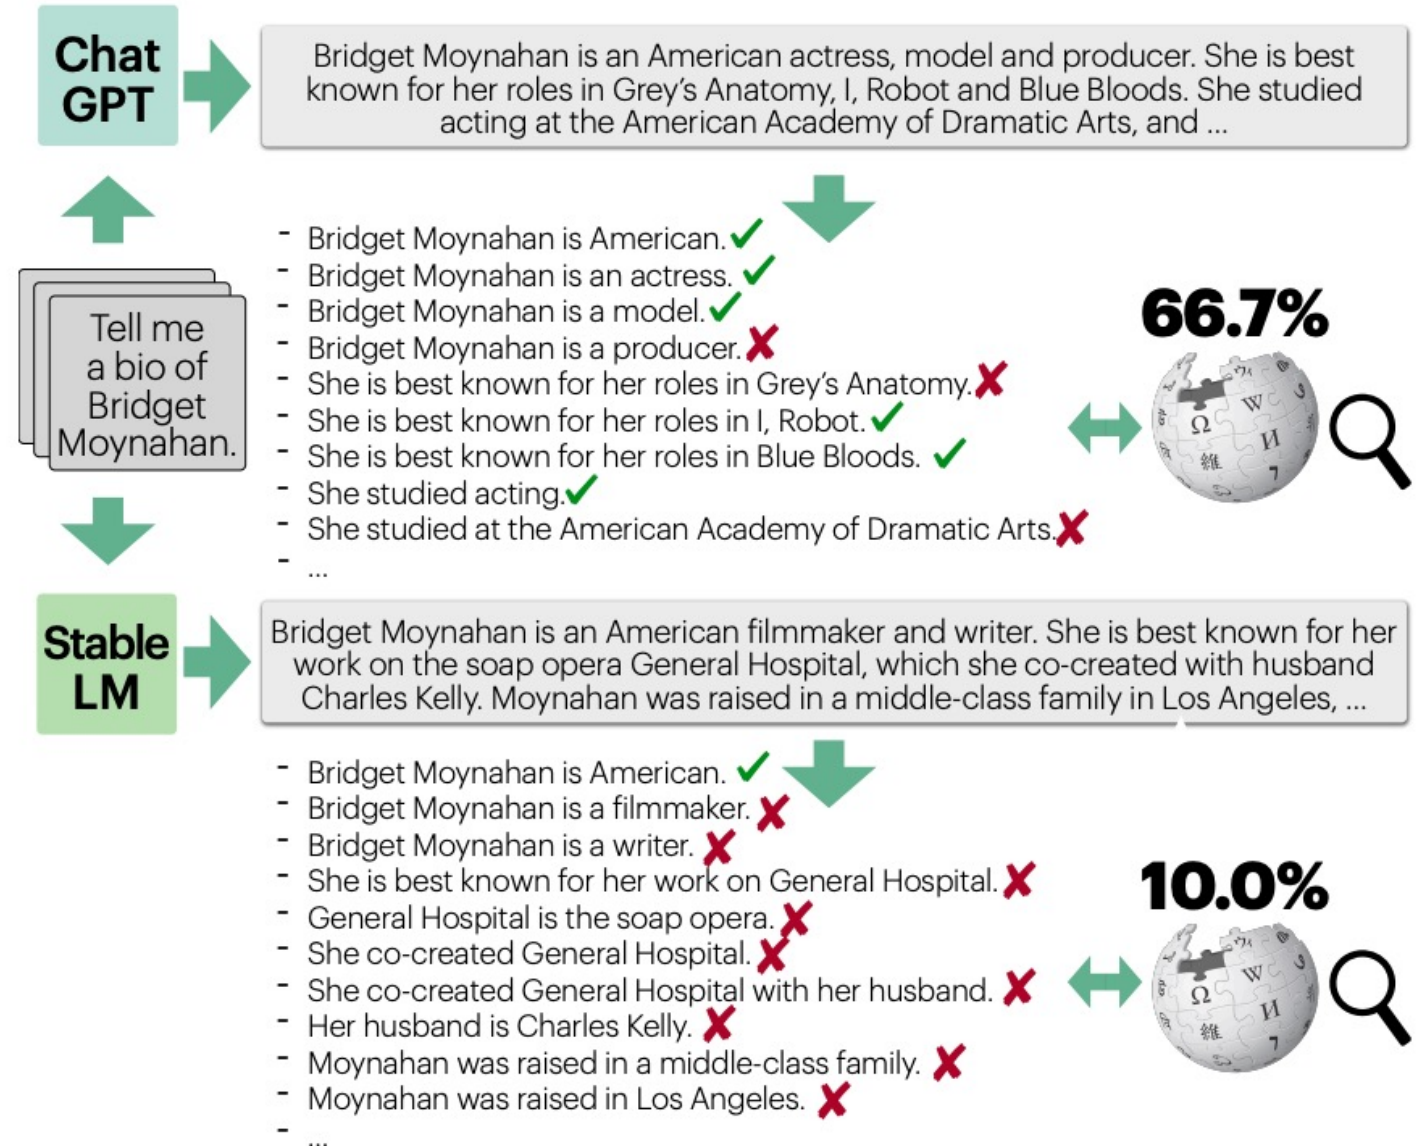 Chat
GPT
Bridget Moynahan is an American actress, model and producer. She is best
known for her roles in Grey's Anatomy, I, Robot and Blue Bloods. She studied
acting at the American Academy of Dramatic Arts, and ...
Tell me
a bio of
Bridget
Moynahan.
- Bridget Moynahan is American.
- Bridget Moynahan is an actress.
- Bridget Moynahan is a model.
- Bridget Moynahan is a producer.
- She is best known for her roles in Grey's Anatomy.
- She is best known for her roles in I, Robot.
- She is best known for her roles in Blue Bloods.
- She studied acting.
- She studied at the American Academy of Dramatic Arts.
- ...
66.7%
Ω
W
И
維
Stable
LM
Bridget Moynahan is an American filmmaker and writer. She is best known for her
work on the soap opera General Hospital, which she co-created with husband
Charles Kelly. Moynahan was raised in a middle-class family in Los Angeles, ...
- Bridget Moynahan is American.
- Bridget Moynahan is a filmmaker.
- Bridget Moynahan is a writer.
- She is best known for her work on General Hospital.
- General Hospital is the soap opera.
- She co-created General Hospital.
- She co-created General Hospital with her husband.
- Her husband is Charles Kelly.
- Moynahan was raised in a middle-class family.
- Moynahan was raised in Los Angeles.
- ...
10.0%
Ω
W
И
維